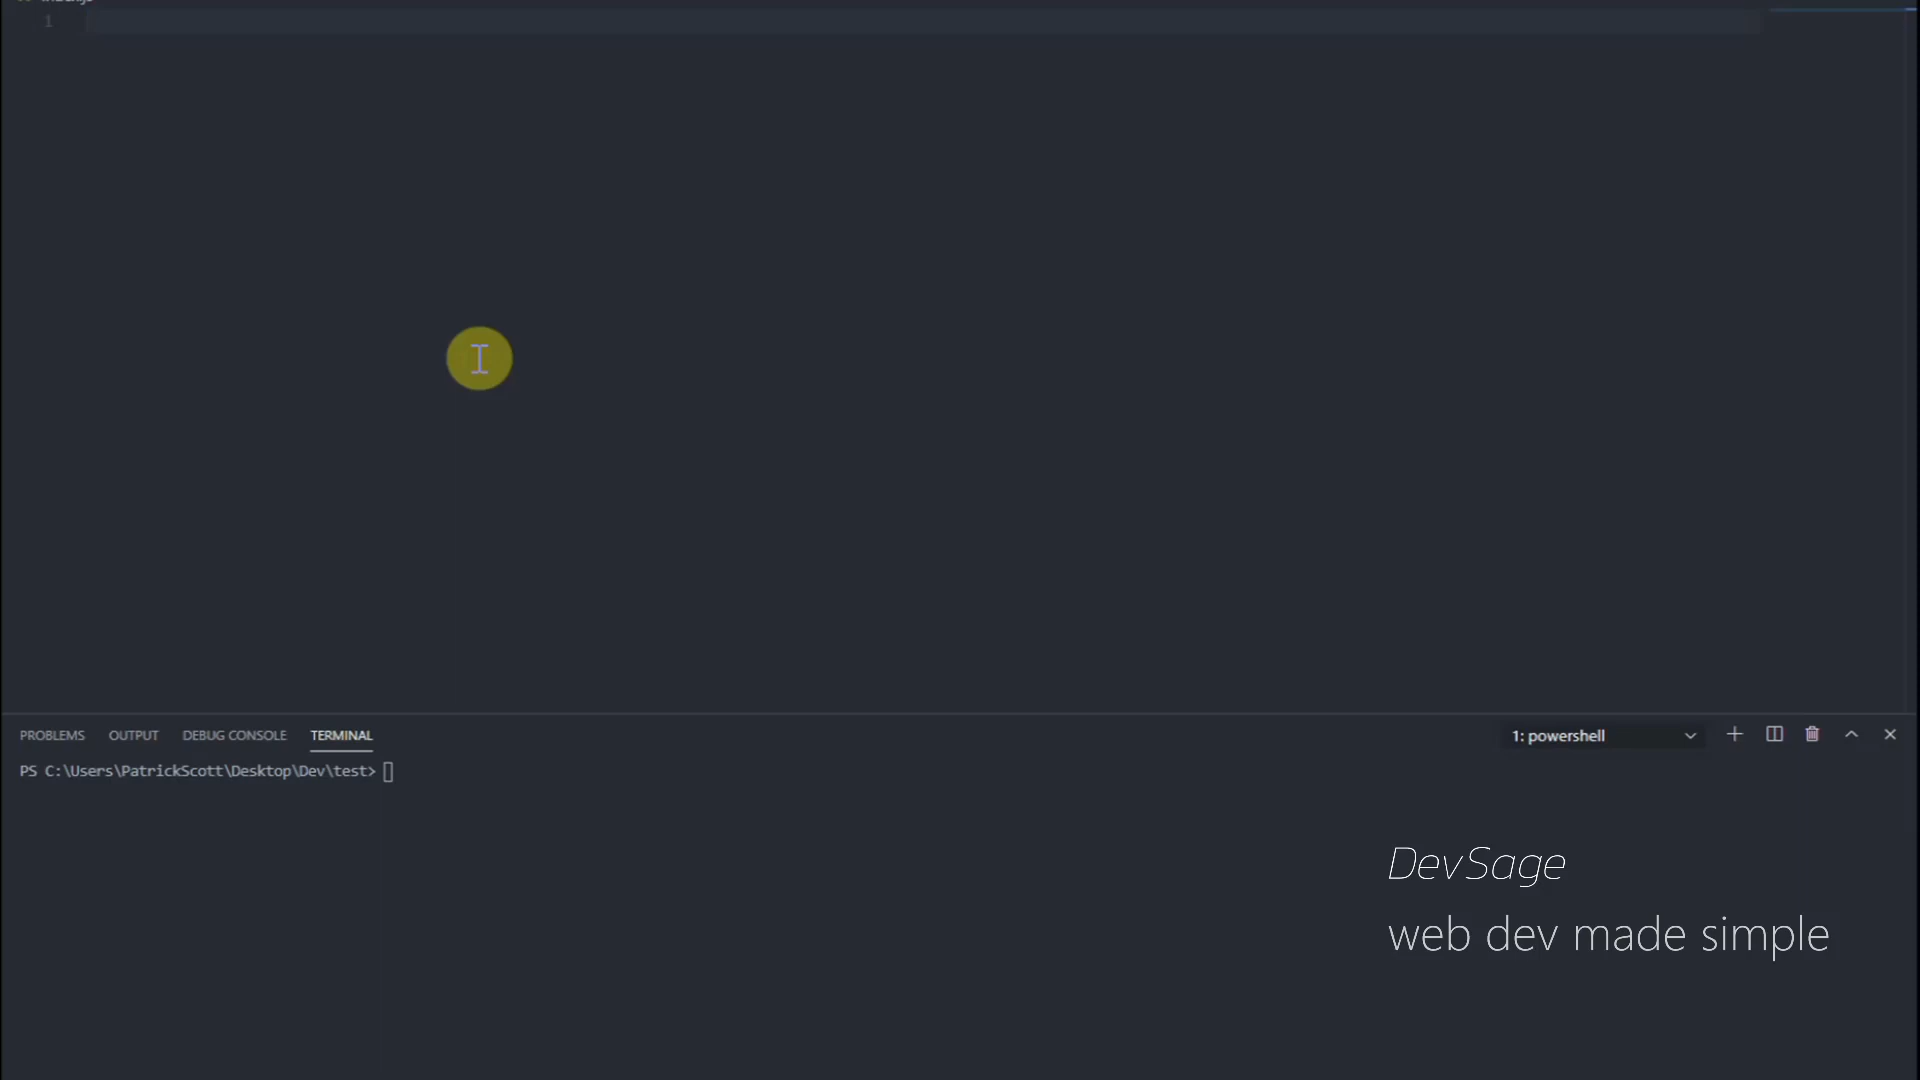 1
PROBLEMS OUTPUT DEBUG CONSOLE TERMINAL 1: powershell
PS C:\Users\PatrickScott\Desktop\Dev\test>
DevSage
web dev made simple